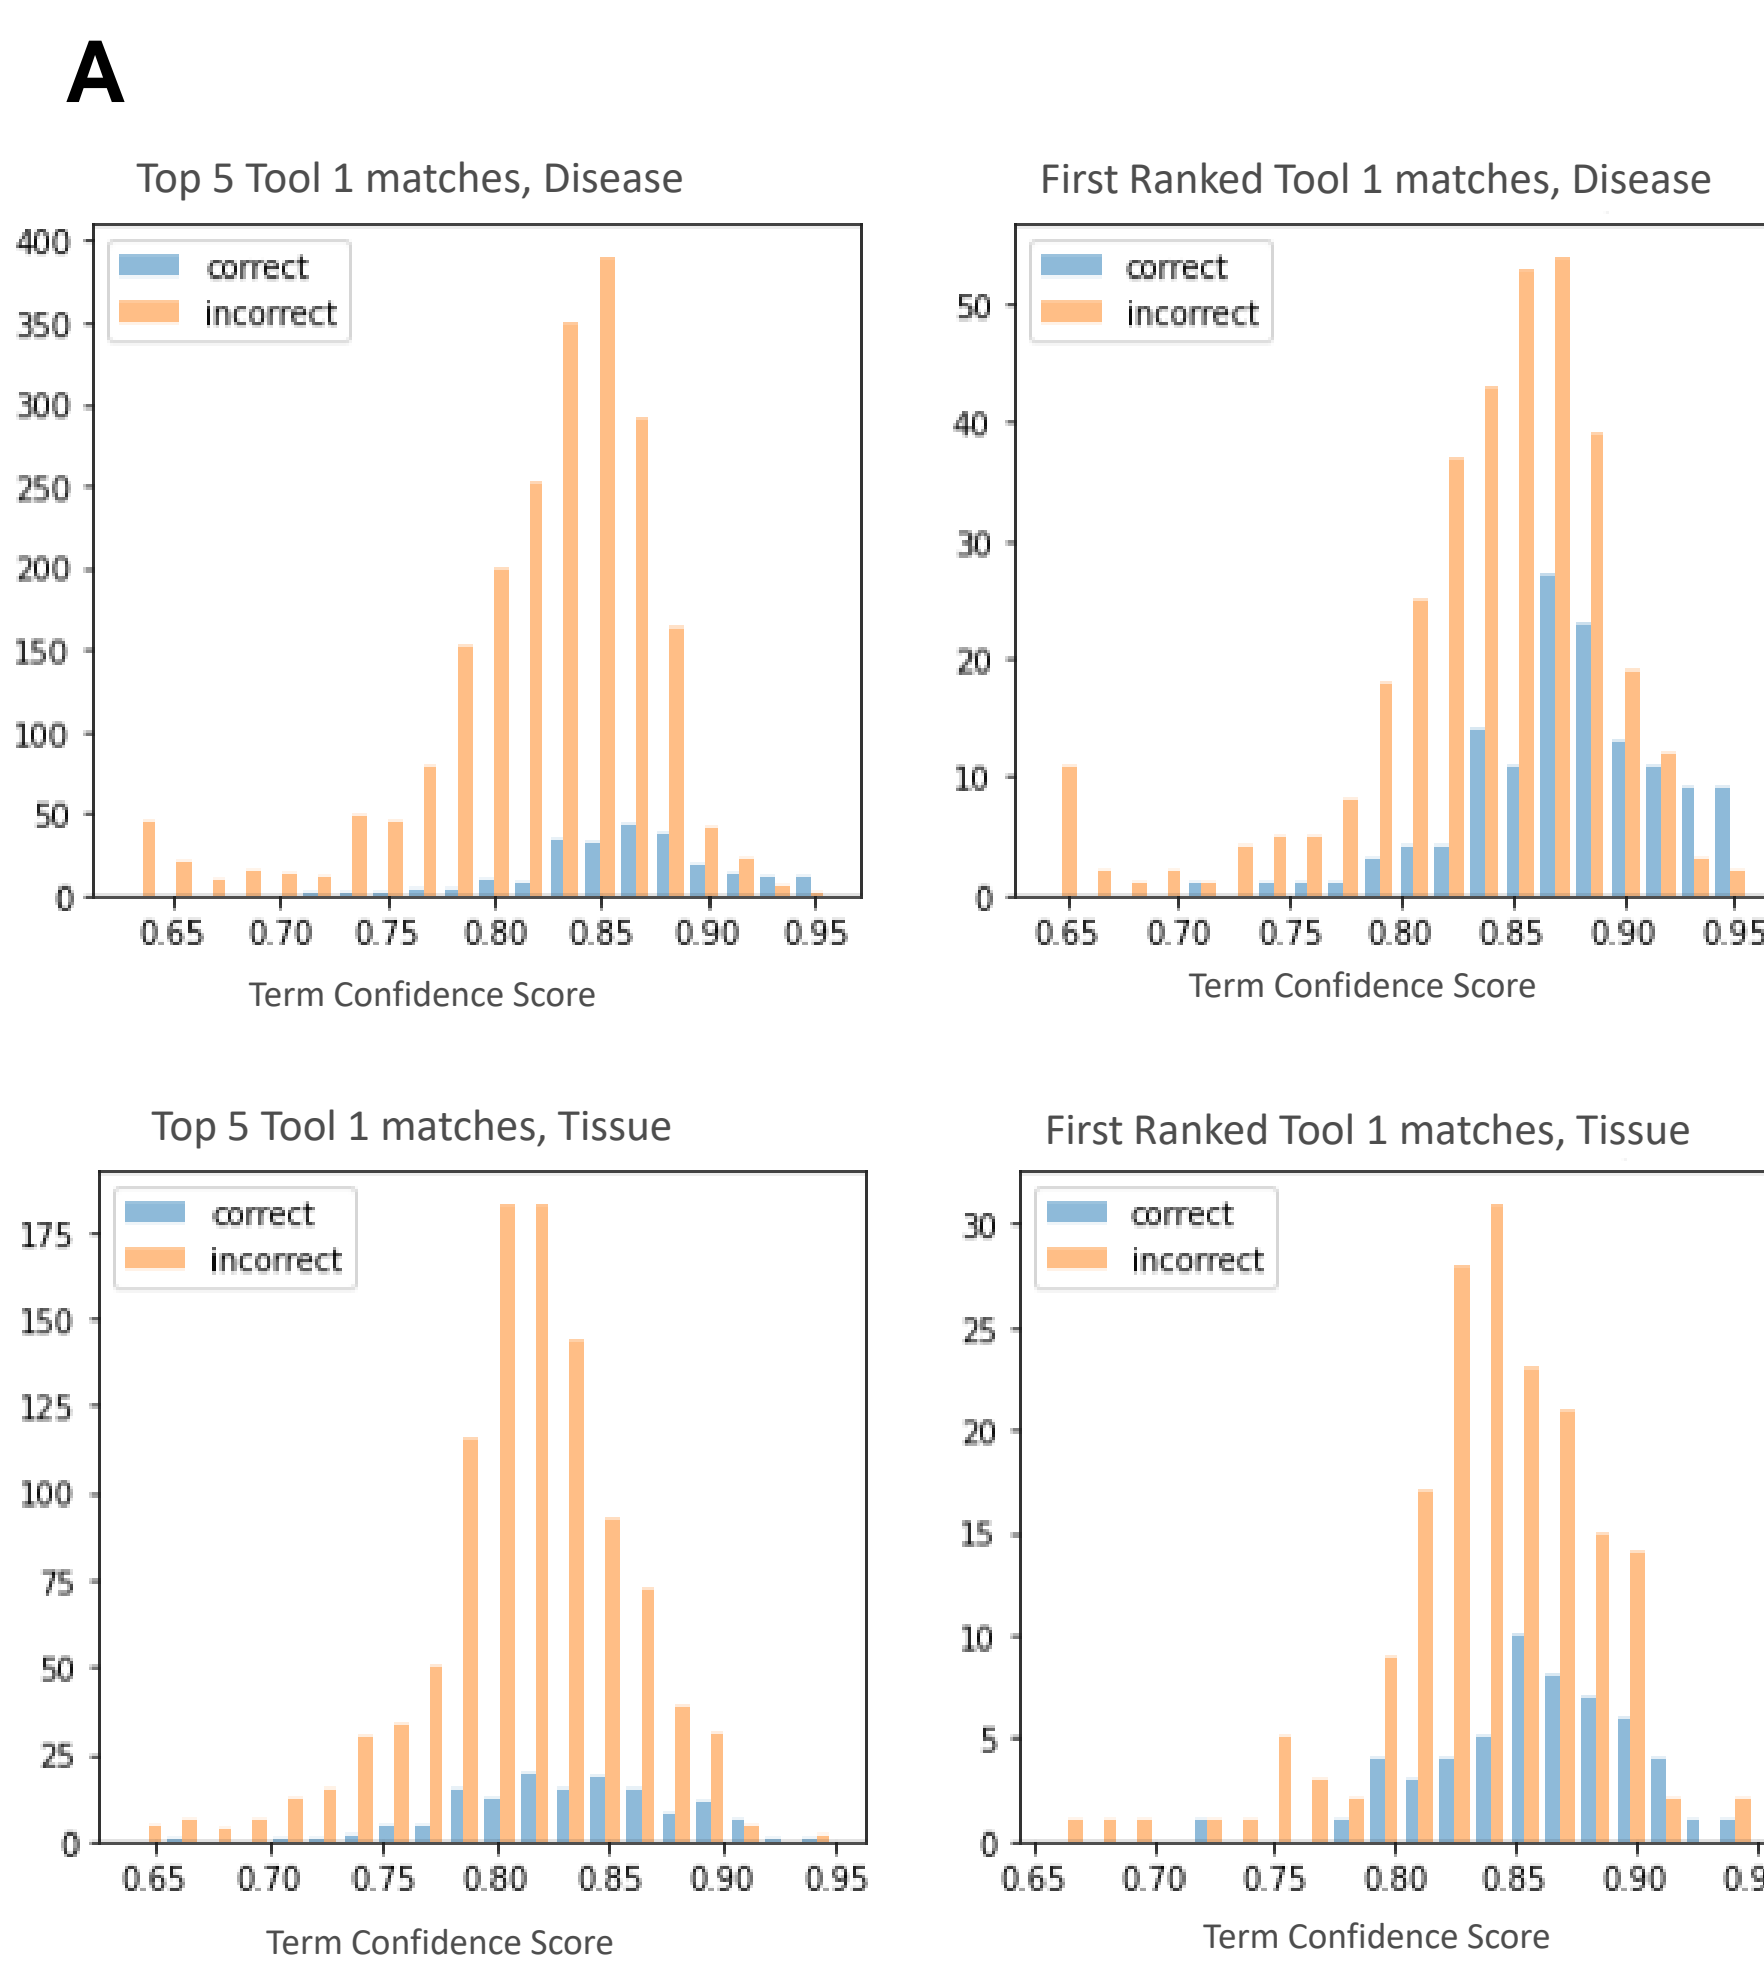 A
Top 5 Tool 1 matches, Disease
400
350
300
250
200
150
100
50
0
correct
incorrect
0.65 0.70 0.75 0.80 0.85 0.90 0.95
Term Confidence Score
First Ranked Tool 1 matches, Disease
50
40
30
20
10
0
correct
incorrect
0.65 0.70 0.75 0.80 0.85 0.90 0.95
Term Confidence Score
Top 5 Tool 1 matches, Tissue
175
150
125
100
75
50
25
0
correct
incorrect
0.65 0.70 0.75 0.80 0.85 0.90 0.95
Term Confidence Score
First Ranked Tool 1 matches, Tissue
30
25
20
15
10
5
0
correct
incorrect
0.65 0.70 0.75 0.80 0.85 0.90 0.9
Term Confidence Score